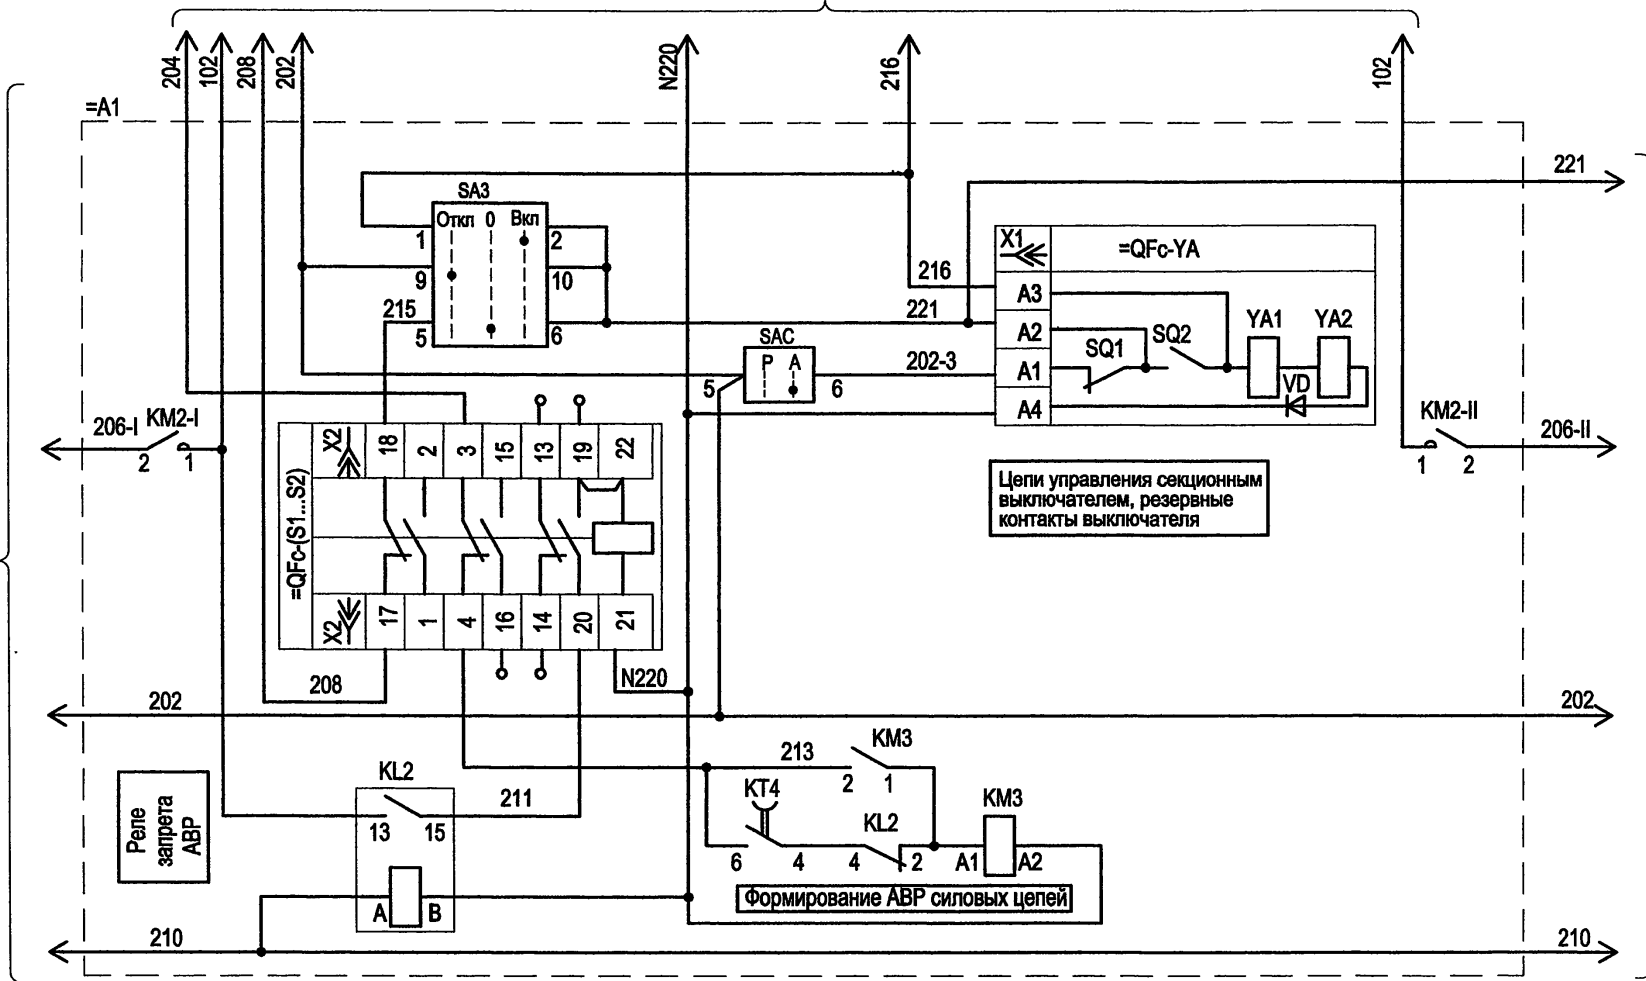 204
102
208
202
N220
216
102
=A1
221
SA3
Откл 0 Вкл
1
2
9
10
215
5
6
X1
=QFc-YA
216
A3
221
A2
SAC
P A
5
6
202-3
A1
A4
SQ1
SQ2
YA1
YA2
VD
206-I
KM2-I
2
1
KM2-II
206-II
1
2
X2
18
2
3
15
13
19
22
=QFc-(S1...S2)
X2
17
1
4
16
14
20
21
Цепи управления секционным
выключателем, резервные
контакты выключателя
208
N220
202
202
Реле
запрета
АВР
KL2
13
15
211
A
B
213
KM3
2
1
KT4
6
4
KL2
4
2
KM3
A1
A2
Формирование АВР силовых цепей
210
210